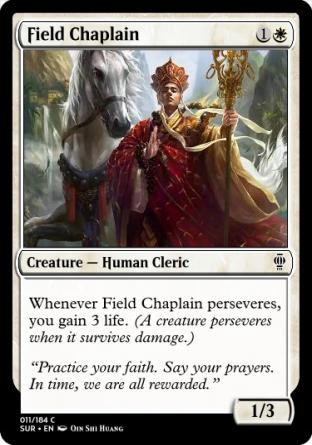 Field Chaplain 1
Creature — Human Cleric
Whenever Field Chaplain perseveres,
you gain 3 life. (A creature perseveres
when it survives damage.)
“Practice your faith. Say your prayers.
In time, we are all rewarded.”
011/184 C
SUR • EN Qin Shi Huang
1/3